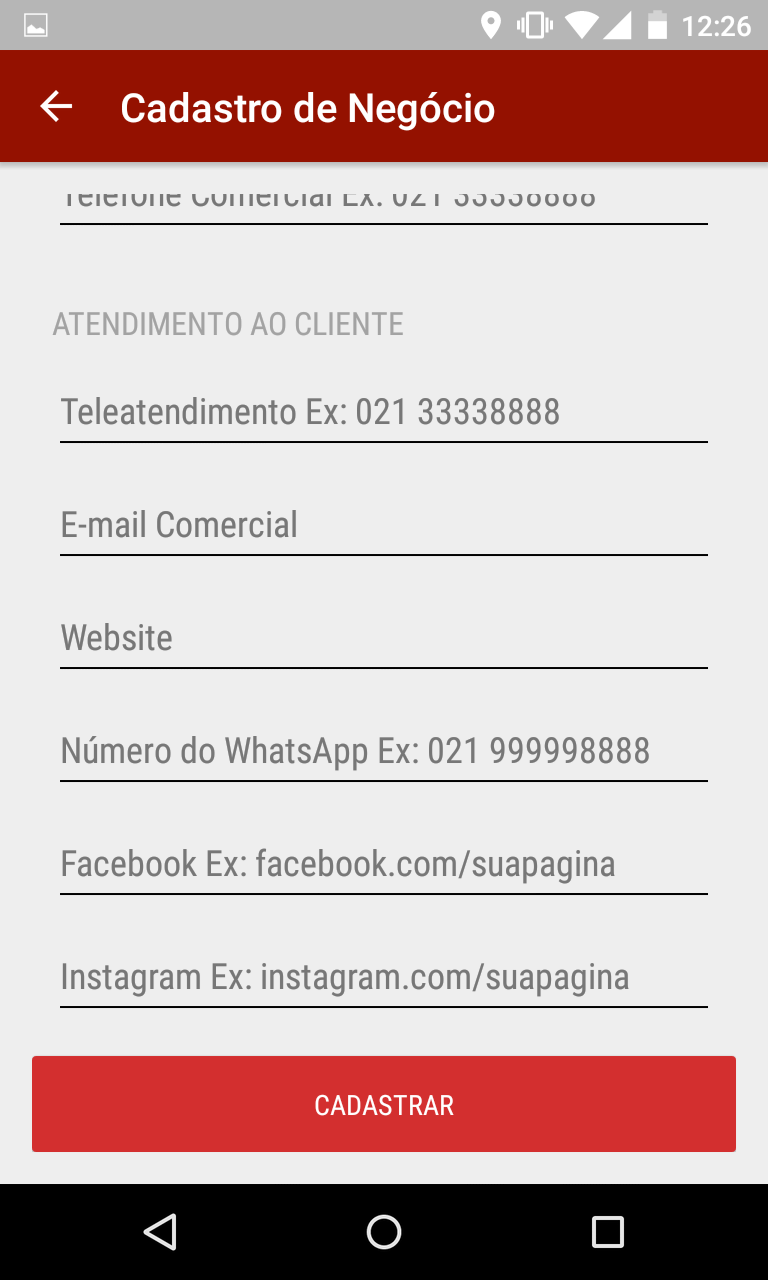 12:26
Cadastro de Negócio
Telefone Comercial Ex: 021 33338888
ATENDIMENTO AO CLIENTE
Teleatendimento Ex: 021 33338888
E-mail Comercial
Website
Número do WhatsApp Ex: 021 999998888
Facebook Ex: facebook.com/suapagina
Instagram Ex: instagram.com/suapagina
CADASTRAR